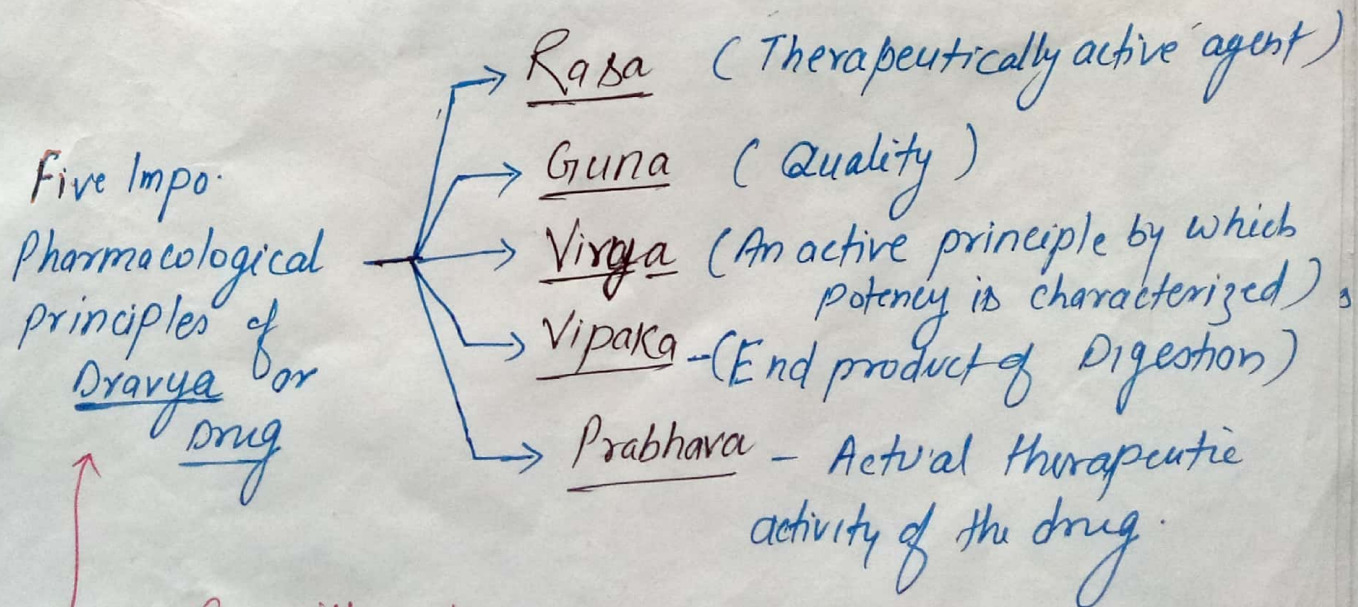 Five Impo.
Pharmacological
principles of
Dravya or
Drug
Rasa (Therapeutically active agent)
Guna (Quality)
Virya (An active principle by which
potency is characterized),
Vipaka - (End product of Digestion)
Prabhava - Actual therapeutic
activity of the drug.